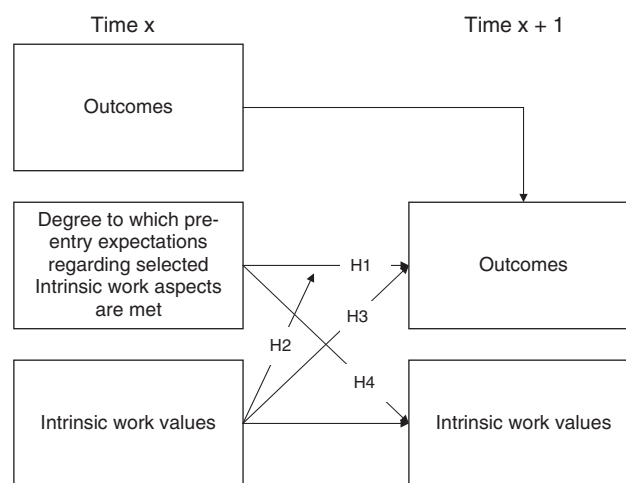 Time x
Time x + 1
Outcomes
Degree to which pre-
entry expectations
regarding selected
Intrinsic work aspects
are met
H1
Outcomes
H3
H2
H4
Intrinsic work values
Intrinsic work values